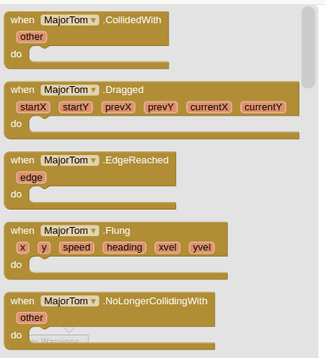 when MajorTom .CollidedWith
other
do
when MajorTom .Dragged
startX startY prevX prevY currentX currentY
do
when MajorTom .EdgeReached
edge
do
when MajorTom .Flung
x y speed heading xvel yvel
do
when MajorTom .NoLongerCollidingWith
other
do
Warnings